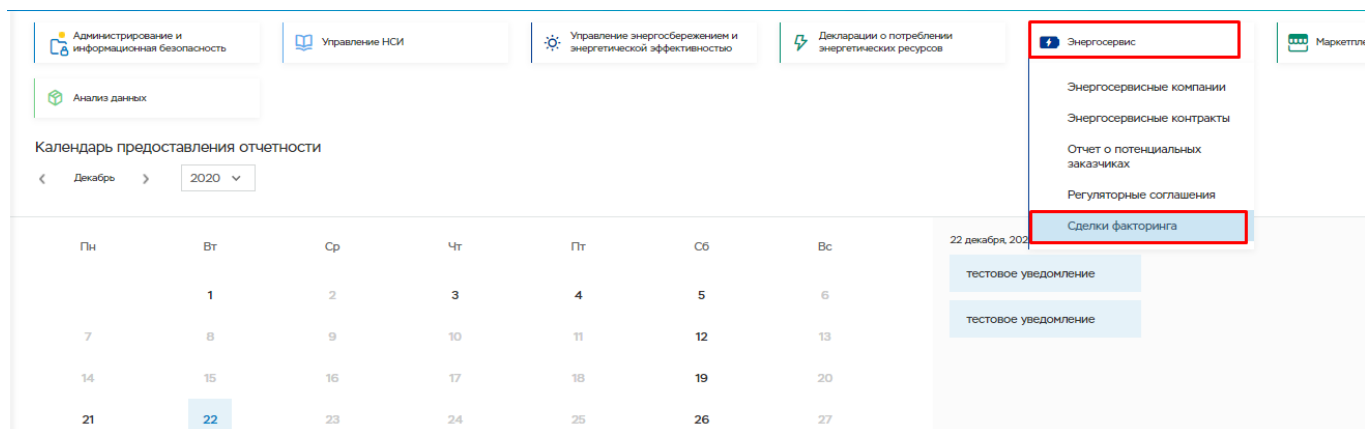 Администрирование и
информационная безопасность
Управление НСИ
Управление энергосбережением и
энергетической эффективностью
Декларации о потреблении
энергетических ресурсов
Энергосервис
Маркетпле
Анализ данных
Энергосервисные компании
Энергосервисные контракты
Отчет о потенциальных
заказчиках
Регуляторные соглашения
Сделки факторинга
Календарь предоставления отчетности
Декабрь 2020
Пн Вт Ср Чт Пт Сб Вс
1 2 3 4 5 6
7 8 9 10 11 12 13
14 15 16 17 18 19 20
21 22 23 24 25 26 27
22 декабря, 202
тестовое уведомление
тестовое уведомление